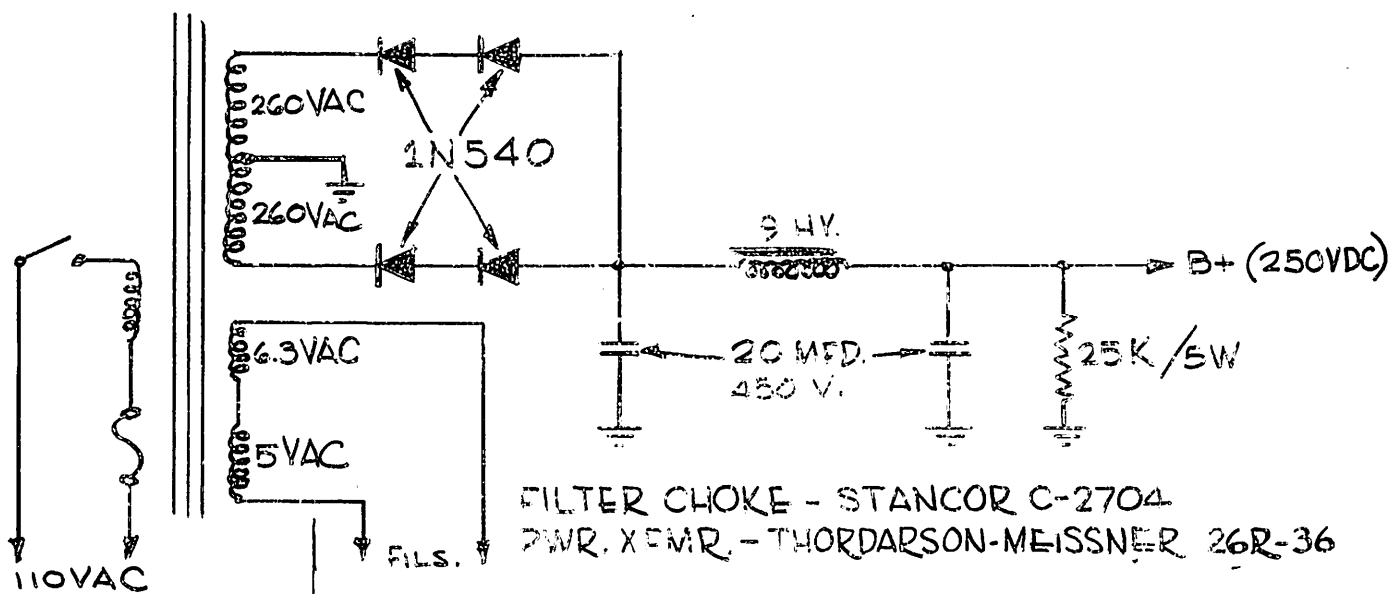 260VAC
1N540
260VAC
9 HY.
B+ (250VDC)
6.3VAC
20 MFD.
450 V.
25K/5W
5VAC
FILTER CHOKE - STANCOR C-2704
PWR. XFMR. - THORDARSON-MEISSNER 26R-36
FILS.
110VAC